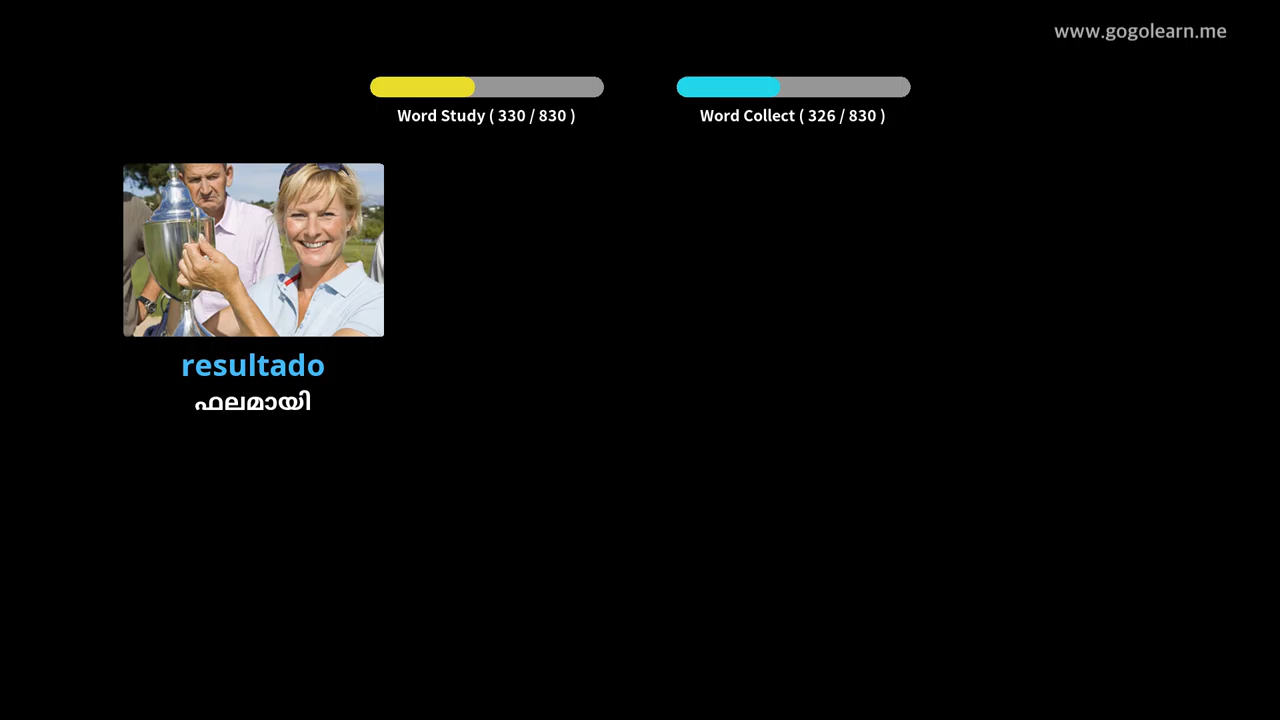 www.gogolearn.me
Word Study ( 330 / 830 )
Word Collect ( 326 / 830 )
resultado
ഫലമായി